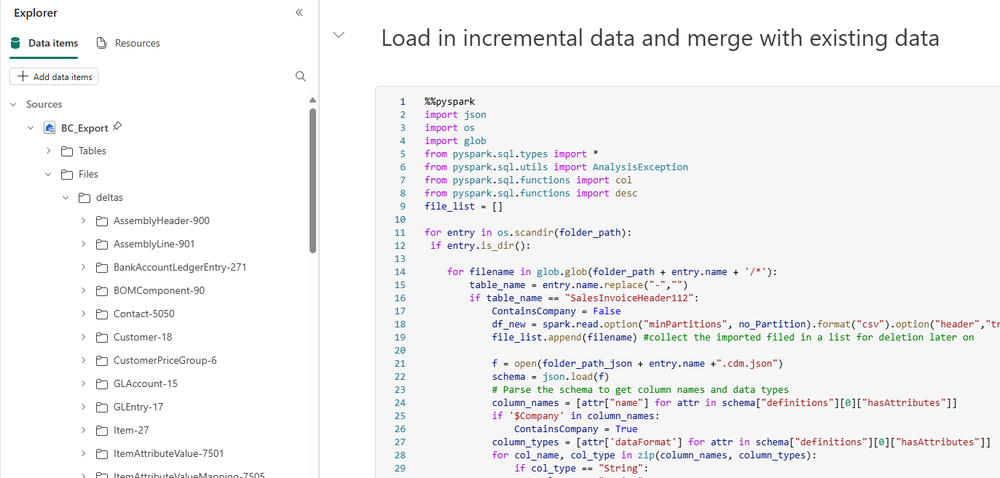 Explorer
Data items
Resources
Add data items
Sources
BC_Export
Tables
Files
deltas
AssemblyHeader-900
AssemblyLine-901
BankAccountLedgerEntry-271
BOMComponent-90
Contact-5050
Customer-18
CustomerPriceGroup-6
GLAccount-15
GLEntry-17
Item-27
ItemAttributeValue-7501
ItemAttributeValueMapping-7505
Load in incremental data and merge with existing data
1 %%pyspark
2 import json
3 import os
4 import glob
5 from pyspark.sql.types import *
6 from pyspark.sql.utils import AnalysisException
7 from pyspark.sql.functions import col
8 from pyspark.sql.functions import desc
9 file_list = []
10
11 for entry in os.scandir(folder_path):
12 if entry.is_dir():
13
14 for filename in glob.glob(folder_path + entry.name + '/*'):
15 table_name = entry.name.replace("-","")
16 if table_name == "SalesInvoiceHeader112":
17 ContainsCompany = False
18 df_new = spark.read.option("minPartitions", no_Partition).format("csv").option("header","tr
19 file_list.append(filename) #collect the imported filed in a list for deletion later on
20
21 f = open(folder_path_json + entry.name +".cdm.json")
22 schema = json.load(f)
23 # Parse the schema to get column names and data types
24 column_names = [attr["name"] for attr in schema["definitions"][0]["hasAttributes"]]
25 if '$Company' in column_names:
26 ContainsCompany = True
27 column_types = [attr['dataFormat'] for attr in schema["definitions"][0]["hasAttributes"]]
28 for col_name, col_type in zip(column_names, column_types):
29 if col_type == "String":